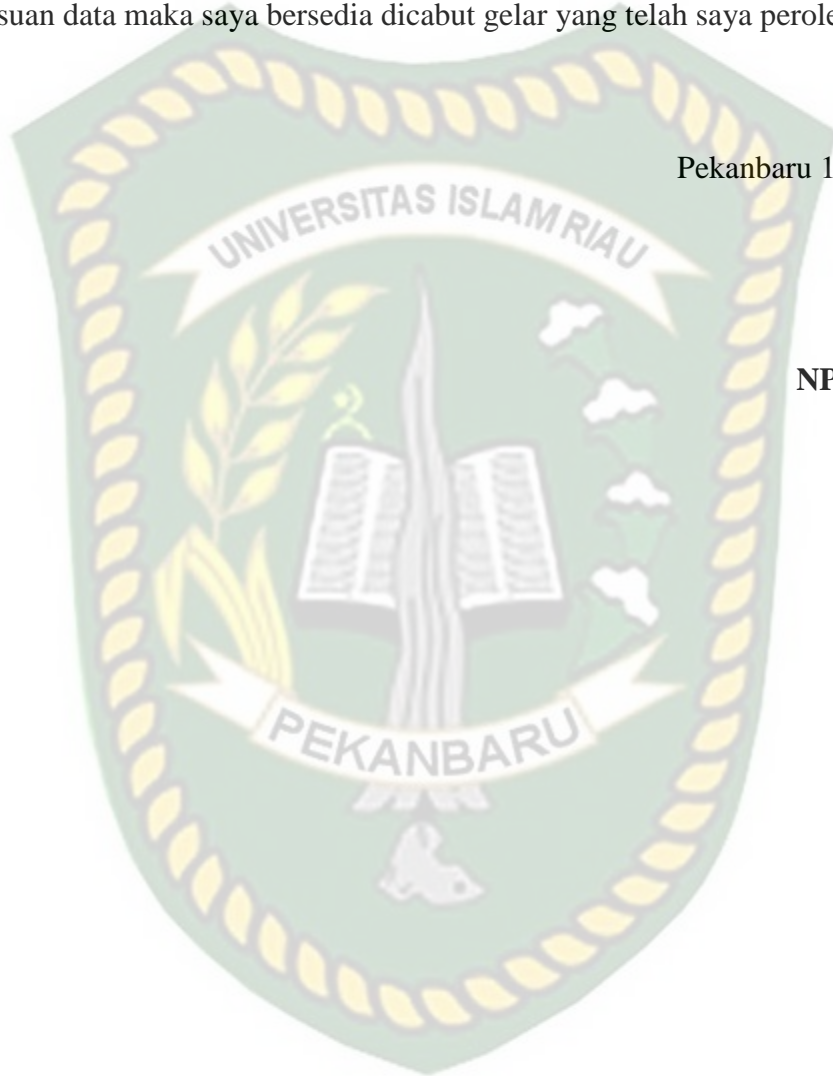 suan data maka saya bersedia dicabut gelar yang telah saya perole
Pekanbaru 1
UNIVERSITAS ISLAM RIAU
NP
PEKANBARU